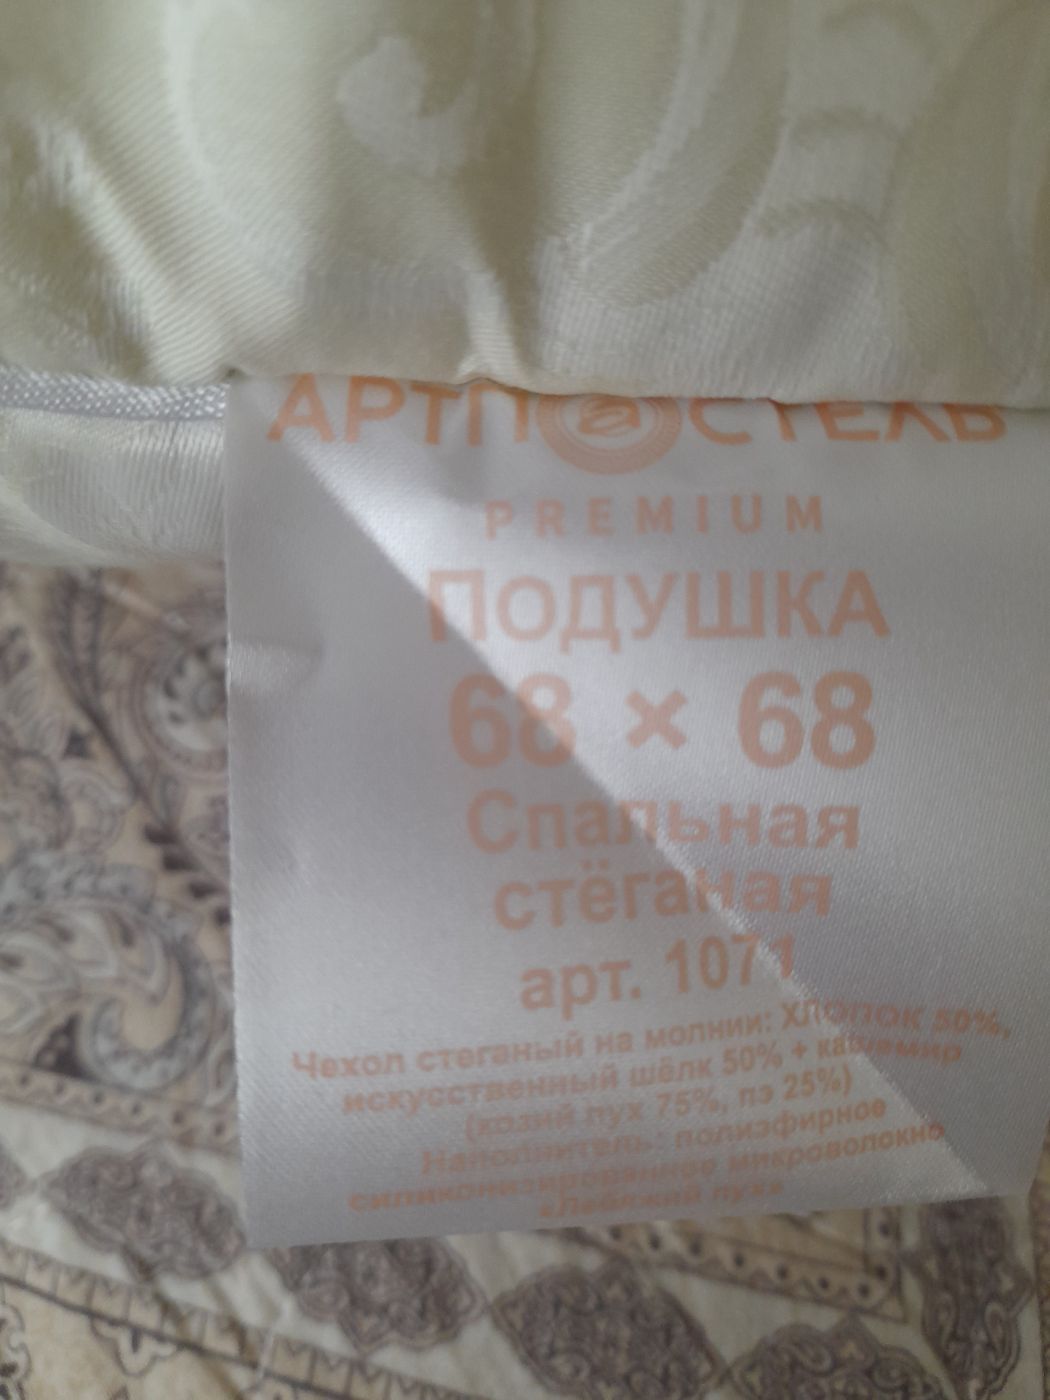 АРТПОСТЕЛЬ
PREMIUM
ПОДУШКА
68 × 68
Спальная
стёганая
арт. 1071
Чехол стеганый на молнии: Хлопок 50%,
искусственный шёлк 50% + кашемир
(козий пух 75%, пэ 25%)
Наполнитель: полиэфирное
силиконизированное микроволокно
«Лебяжий пух»